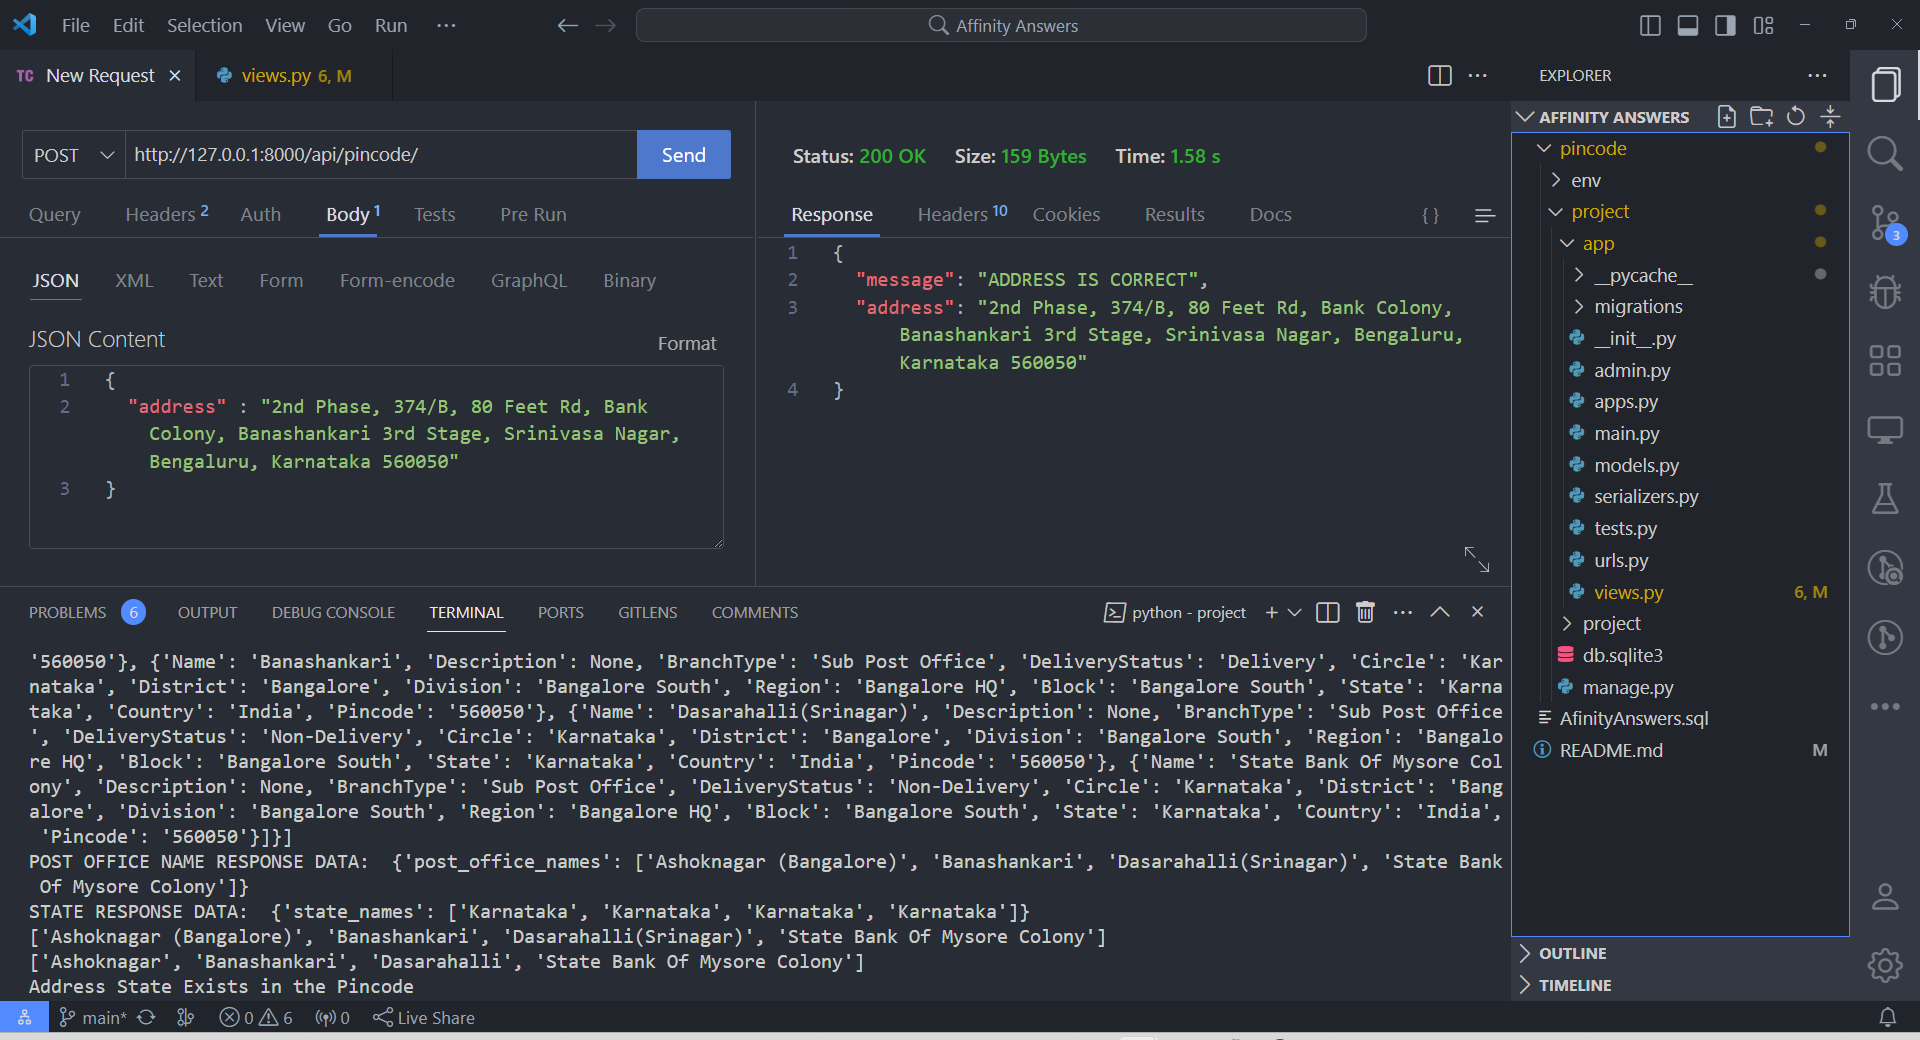 File Edit Selection View Go Run ···
Affinity Answers
TC New Request
views.py 6, M
EXPLORER
POST http://127.0.0.1:8000/api/pincode/ Send
Query Headers 2 Auth Body 1 Tests Pre Run
JSON XML Text Form Form-encode GraphQL Binary
JSON Content
Format
1 {
2 "address" : "2nd Phase, 374/B, 80 Feet Rd, Bank
Colony, Banashankari 3rd Stage, Srinivasa Nagar,
Bengaluru, Karnataka 560050"
3 }
Status: 200 OK Size: 159 Bytes Time: 1.58 s
Response Headers 10 Cookies Results Docs { }
1 {
2 "message": "ADDRESS IS CORRECT",
3 "address": "2nd Phase, 374/B, 80 Feet Rd, Bank Colony,
Banashankari 3rd Stage, Srinivasa Nagar, Bengaluru,
Karnataka 560050"
4 }
PROBLEMS 6 OUTPUT DEBUG CONSOLE TERMINAL PORTS GITLENS COMMENTS
python - project
'560050'}, {'Name': 'Banashankari', 'Description': None, 'BranchType': 'Sub Post Office', 'DeliveryStatus': 'Delivery', 'Circle': 'Kar
nataka', 'District': 'Bangalore', 'Division': 'Bangalore South', 'Region': 'Bangalore HQ', 'Block': 'Bangalore South', 'State': 'Karna
taka', 'Country': 'India', 'Pincode': '560050'}, {'Name': 'Dasarahalli(Srinagar)', 'Description': None, 'BranchType': 'Sub Post Office
', 'DeliveryStatus': 'Non-Delivery', 'Circle': 'Karnataka', 'District': 'Bangalore', 'Division': 'Bangalore South', 'Region': 'Bangalo
re HQ', 'Block': 'Bangalore South', 'State': 'Karnataka', 'Country': 'India', 'Pincode': '560050'}, {'Name': 'State Bank Of Mysore Col
ony', 'Description': None, 'BranchType': 'Sub Post Office', 'DeliveryStatus': 'Non-Delivery', 'Circle': 'Karnataka', 'District': 'Bang
alore', 'Division': 'Bangalore South', 'Region': 'Bangalore HQ', 'Block': 'Bangalore South', 'State': 'Karnataka', 'Country': 'India',
'Pincode': '560050'}]}]
POST OFFICE NAME RESPONSE DATA:  {'post_office_names': ['Ashoknagar (Bangalore)', 'Banashankari', 'Dasarahalli(Srinagar)', 'State Bank
Of Mysore Colony']}
STATE RESPONSE DATA:  {'state_names': ['Karnataka', 'Karnataka', 'Karnataka', 'Karnataka']}
['Ashoknagar (Bangalore)', 'Banashankari', 'Dasarahalli(Srinagar)', 'State Bank Of Mysore Colony']
['Ashoknagar', 'Banashankari', 'Dasarahalli', 'State Bank Of Mysore Colony']
Address State Exists in the Pincode
AFFINITY ANSWERS
pincode
env
project
app
__pycache__
migrations
__init__.py
admin.py
apps.py
main.py
models.py
serializers.py
tests.py
urls.py
views.py 6, M
project
db.sqlite3
manage.py
AfinityAnswers.sql
README.md M
OUTLINE
TIMELINE
3
main* 0 6 0 Live Share